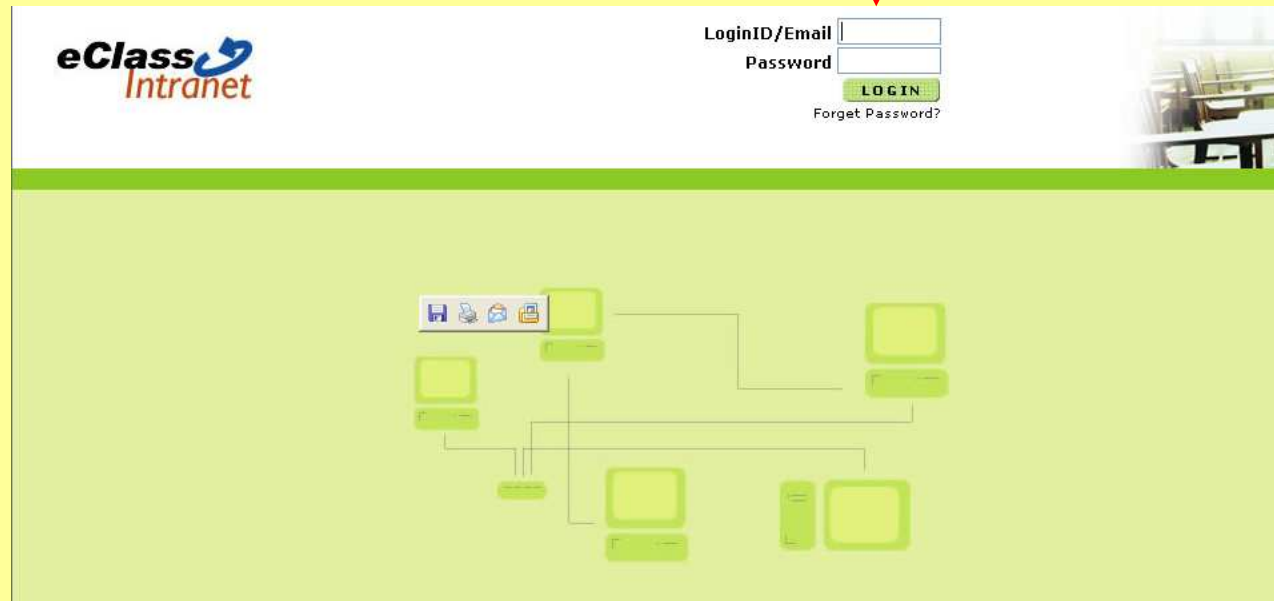 eClass
Intranet
LoginID/Email
Password
LOGIN
Forget Password?